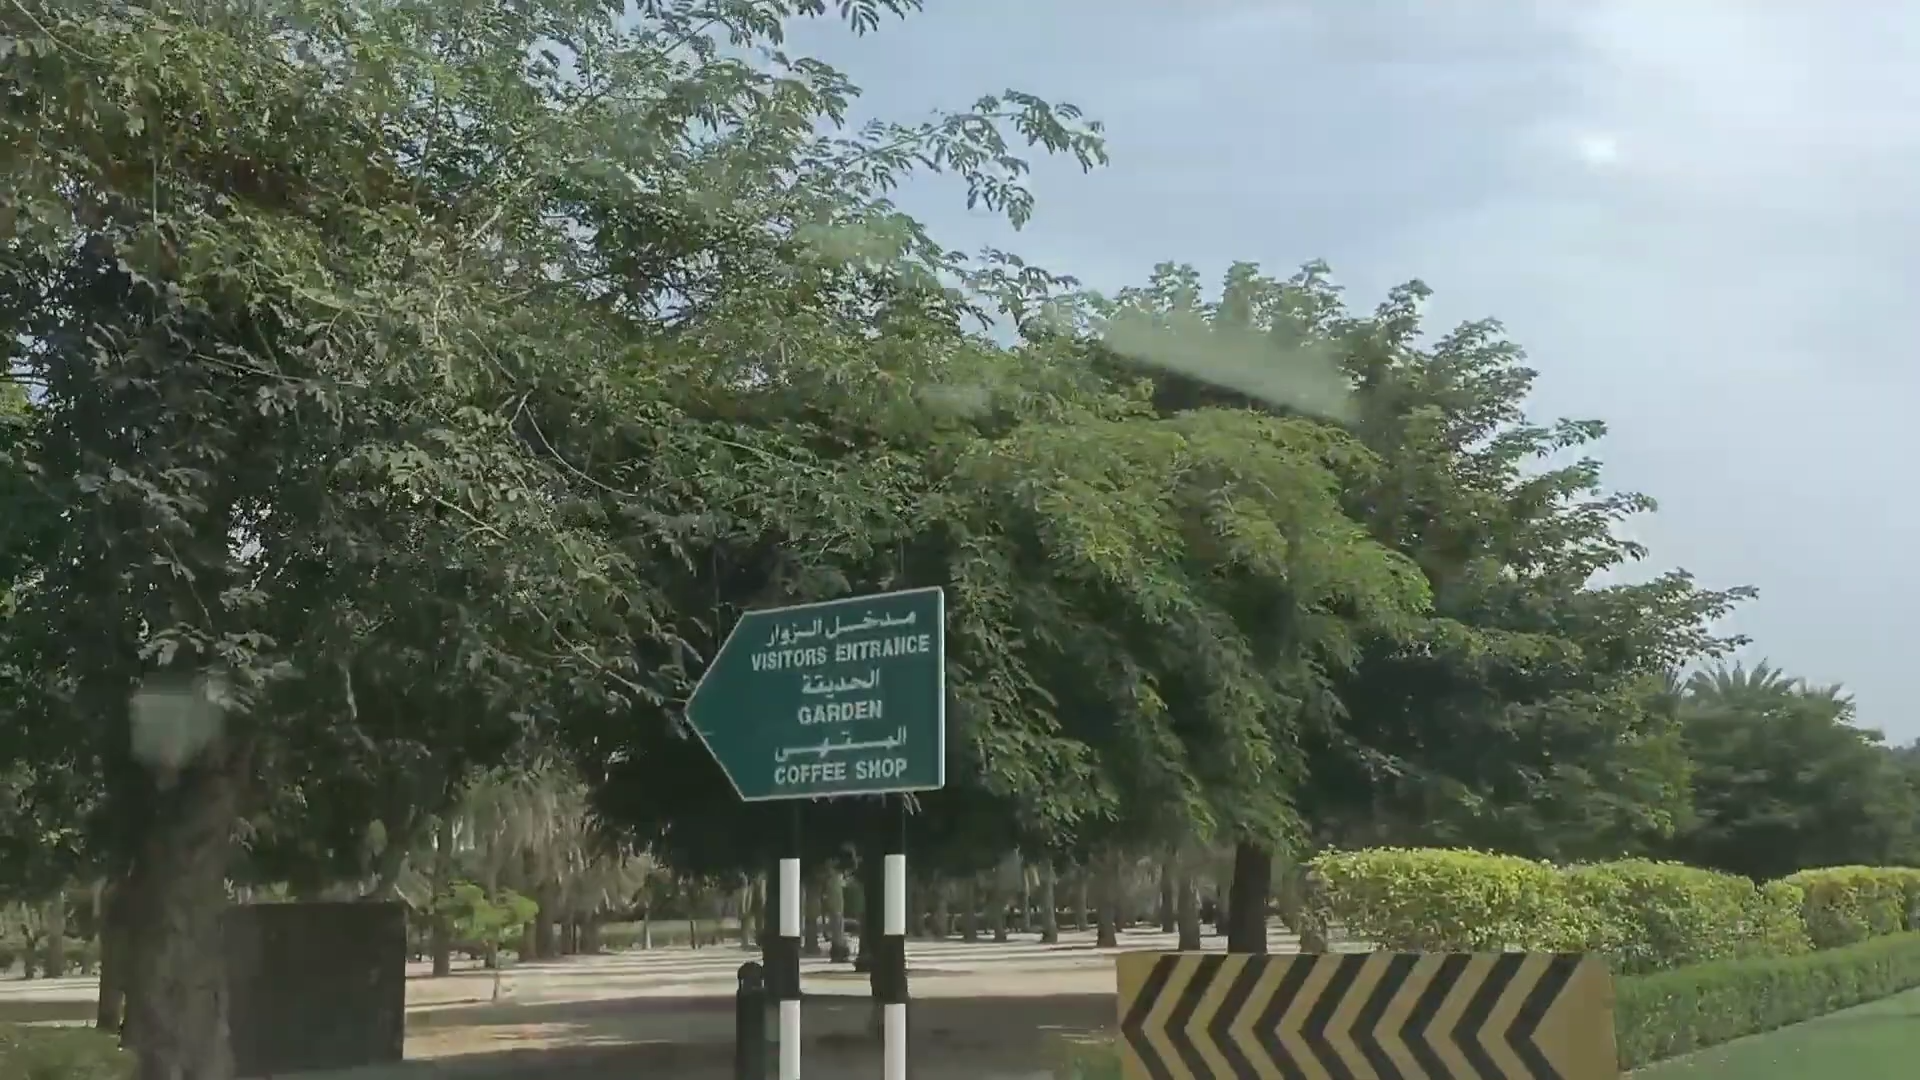 مدخل الزوار
VISITORS ENTRANCE
الحديقة
GARDEN
المقهى
COFFEE SHOP